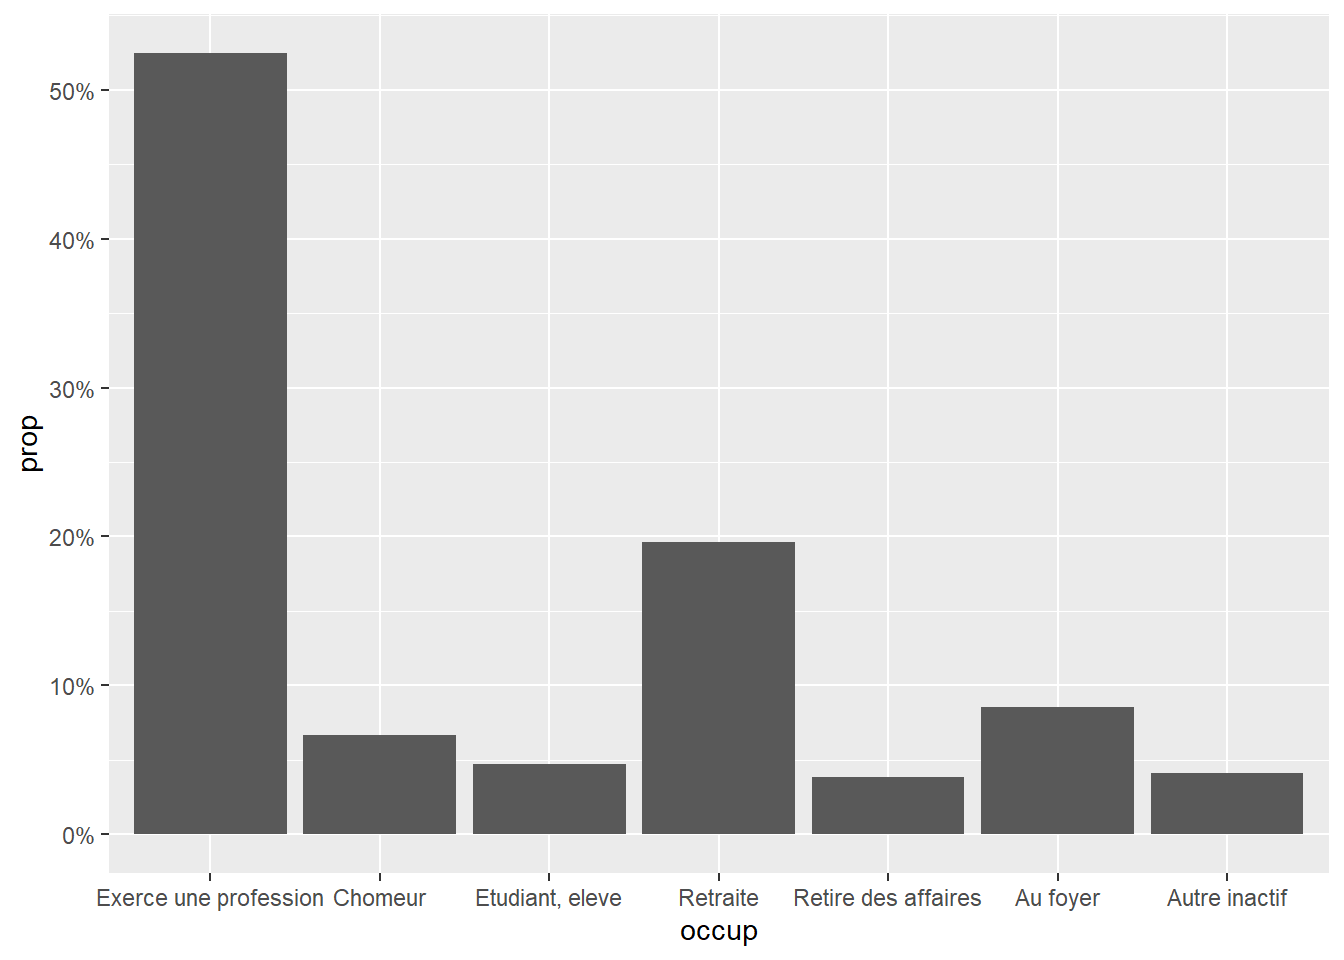 prop
50%
40%
30%
20%
10%
0%
Exerce une profession Chomeur Etudiant, eleve Retraite Retire des affaires Au foyer Autre inactif
occup